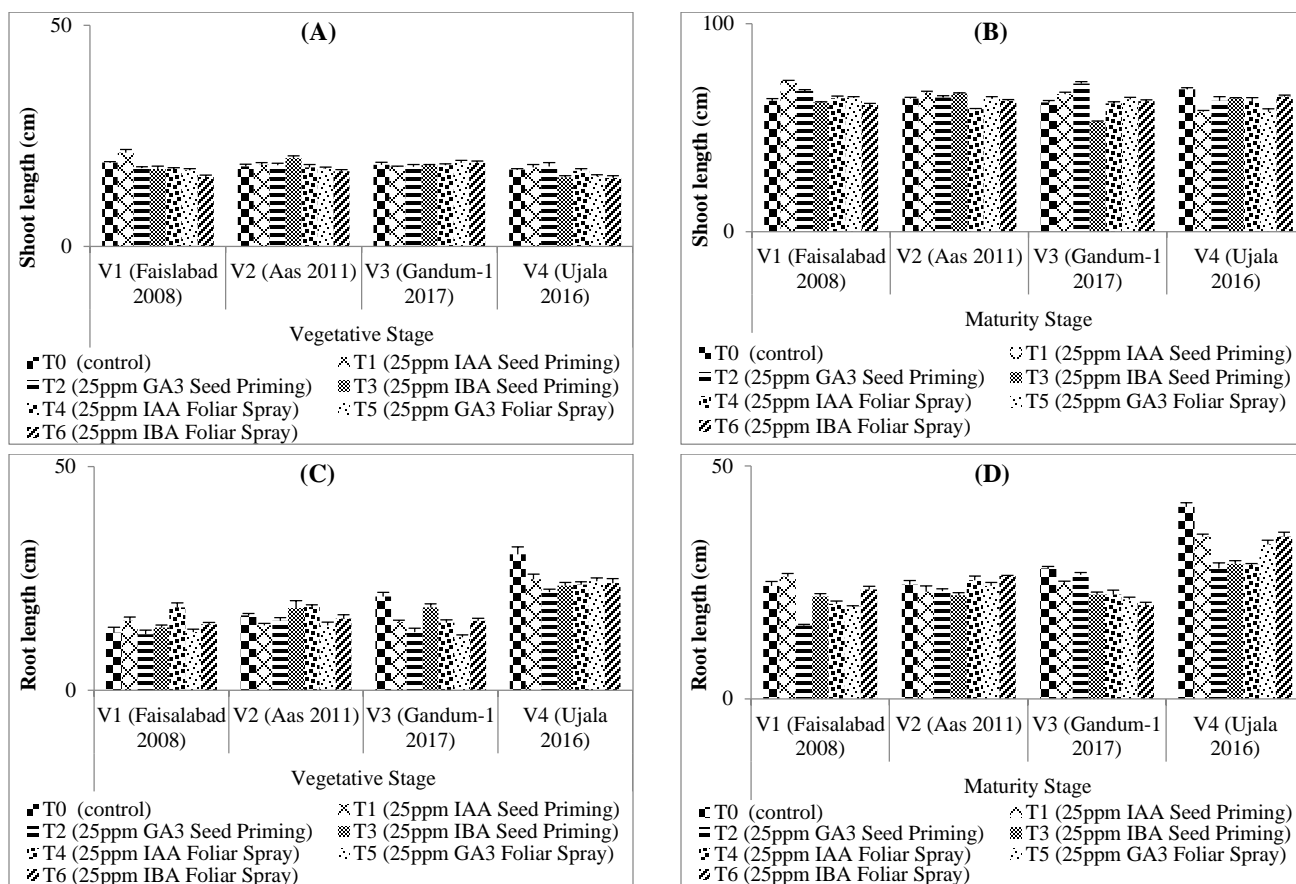 (A)
50
0
Shoot length (cm)
V1 (Faislabad
2008)
V2 (Aas 2011)
V3 (Gandum-1
2017)
V4 (Ujala
2016)
Vegetative Stage
T0 (control)
T1 (25ppm IAA Seed Priming)
T2 (25ppm GA3 Seed Priming)
T3 (25ppm IBA Seed Priming)
T4 (25ppm IAA Foliar Spray)
T5 (25ppm GA3 Foliar Spray)
T6 (25ppm IBA Foliar Spray)
(B)
100
0
Shoot length (cm)
V1 (Faisalabad
2008)
V2 (Aas 2011)
V3 (Gandum-1
2017)
V4 (Ujala
2016)
Maturity Stage
T0 (control)
T1 (25ppm IAA Seed Priming)
T2 (25ppm GA3 Seed Priming)
T3 (25ppm IBA Seed Priming)
T4 (25ppm IAA Foliar Spray)
T5 (25ppm GA3 Foliar Spray)
T6 (25ppm IBA Foliar Spray)
(C)
50
0
Root length (cm)
V1 (Faisalabad
2008)
V2 (Aas 2011)
V3 (Gandum-1
2017)
V4 (Ujala
2016)
Vegetative Stage
T0 (control)
T1 (25ppm IAA Seed Priming)
T2 (25ppm GA3 Seed Priming)
T3 (25ppm IBA Seed Priming)
T4 (25ppm IAA Foliar Spray)
T5 (25ppm GA3 Foliar Spray)
T6 (25ppm IBA Foliar Spray)
(D)
50
0
Root length (cm)
V1 (Faisalabad
2008)
V2 (Aas 2011)
V3 (Gandum-1
2017)
V4 (Ujala
2016)
Maturity Stage
T0 (control)
T1 (25ppm IAA Seed Priming)
T2 (25ppm GA3 Seed Priming)
T3 (25ppm IBA Seed Priming)
T4 (25ppm IAA Foliar Spray)
T5 (25ppm GA3 Foliar Spray)
T6 (25ppm IBA Foliar Spray)